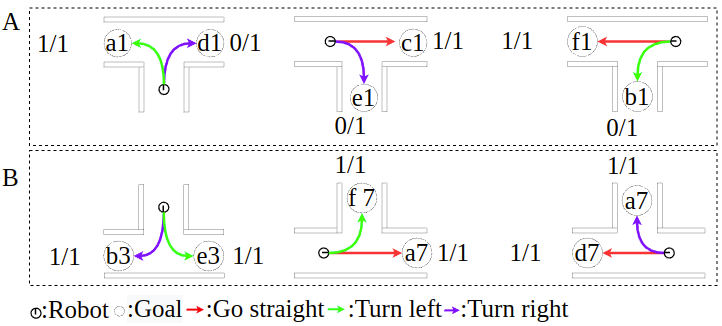 A
1/1 a1 d1 0/1 c1 1/1 1/1 f1
e1 b1
0/1 0/1
B
1/1 1/1
f 7 a7
1/1 b3 e3 1/1 a7 1/1 1/1 d7
:Robot :Goal :Go straight :Turn left :Turn right